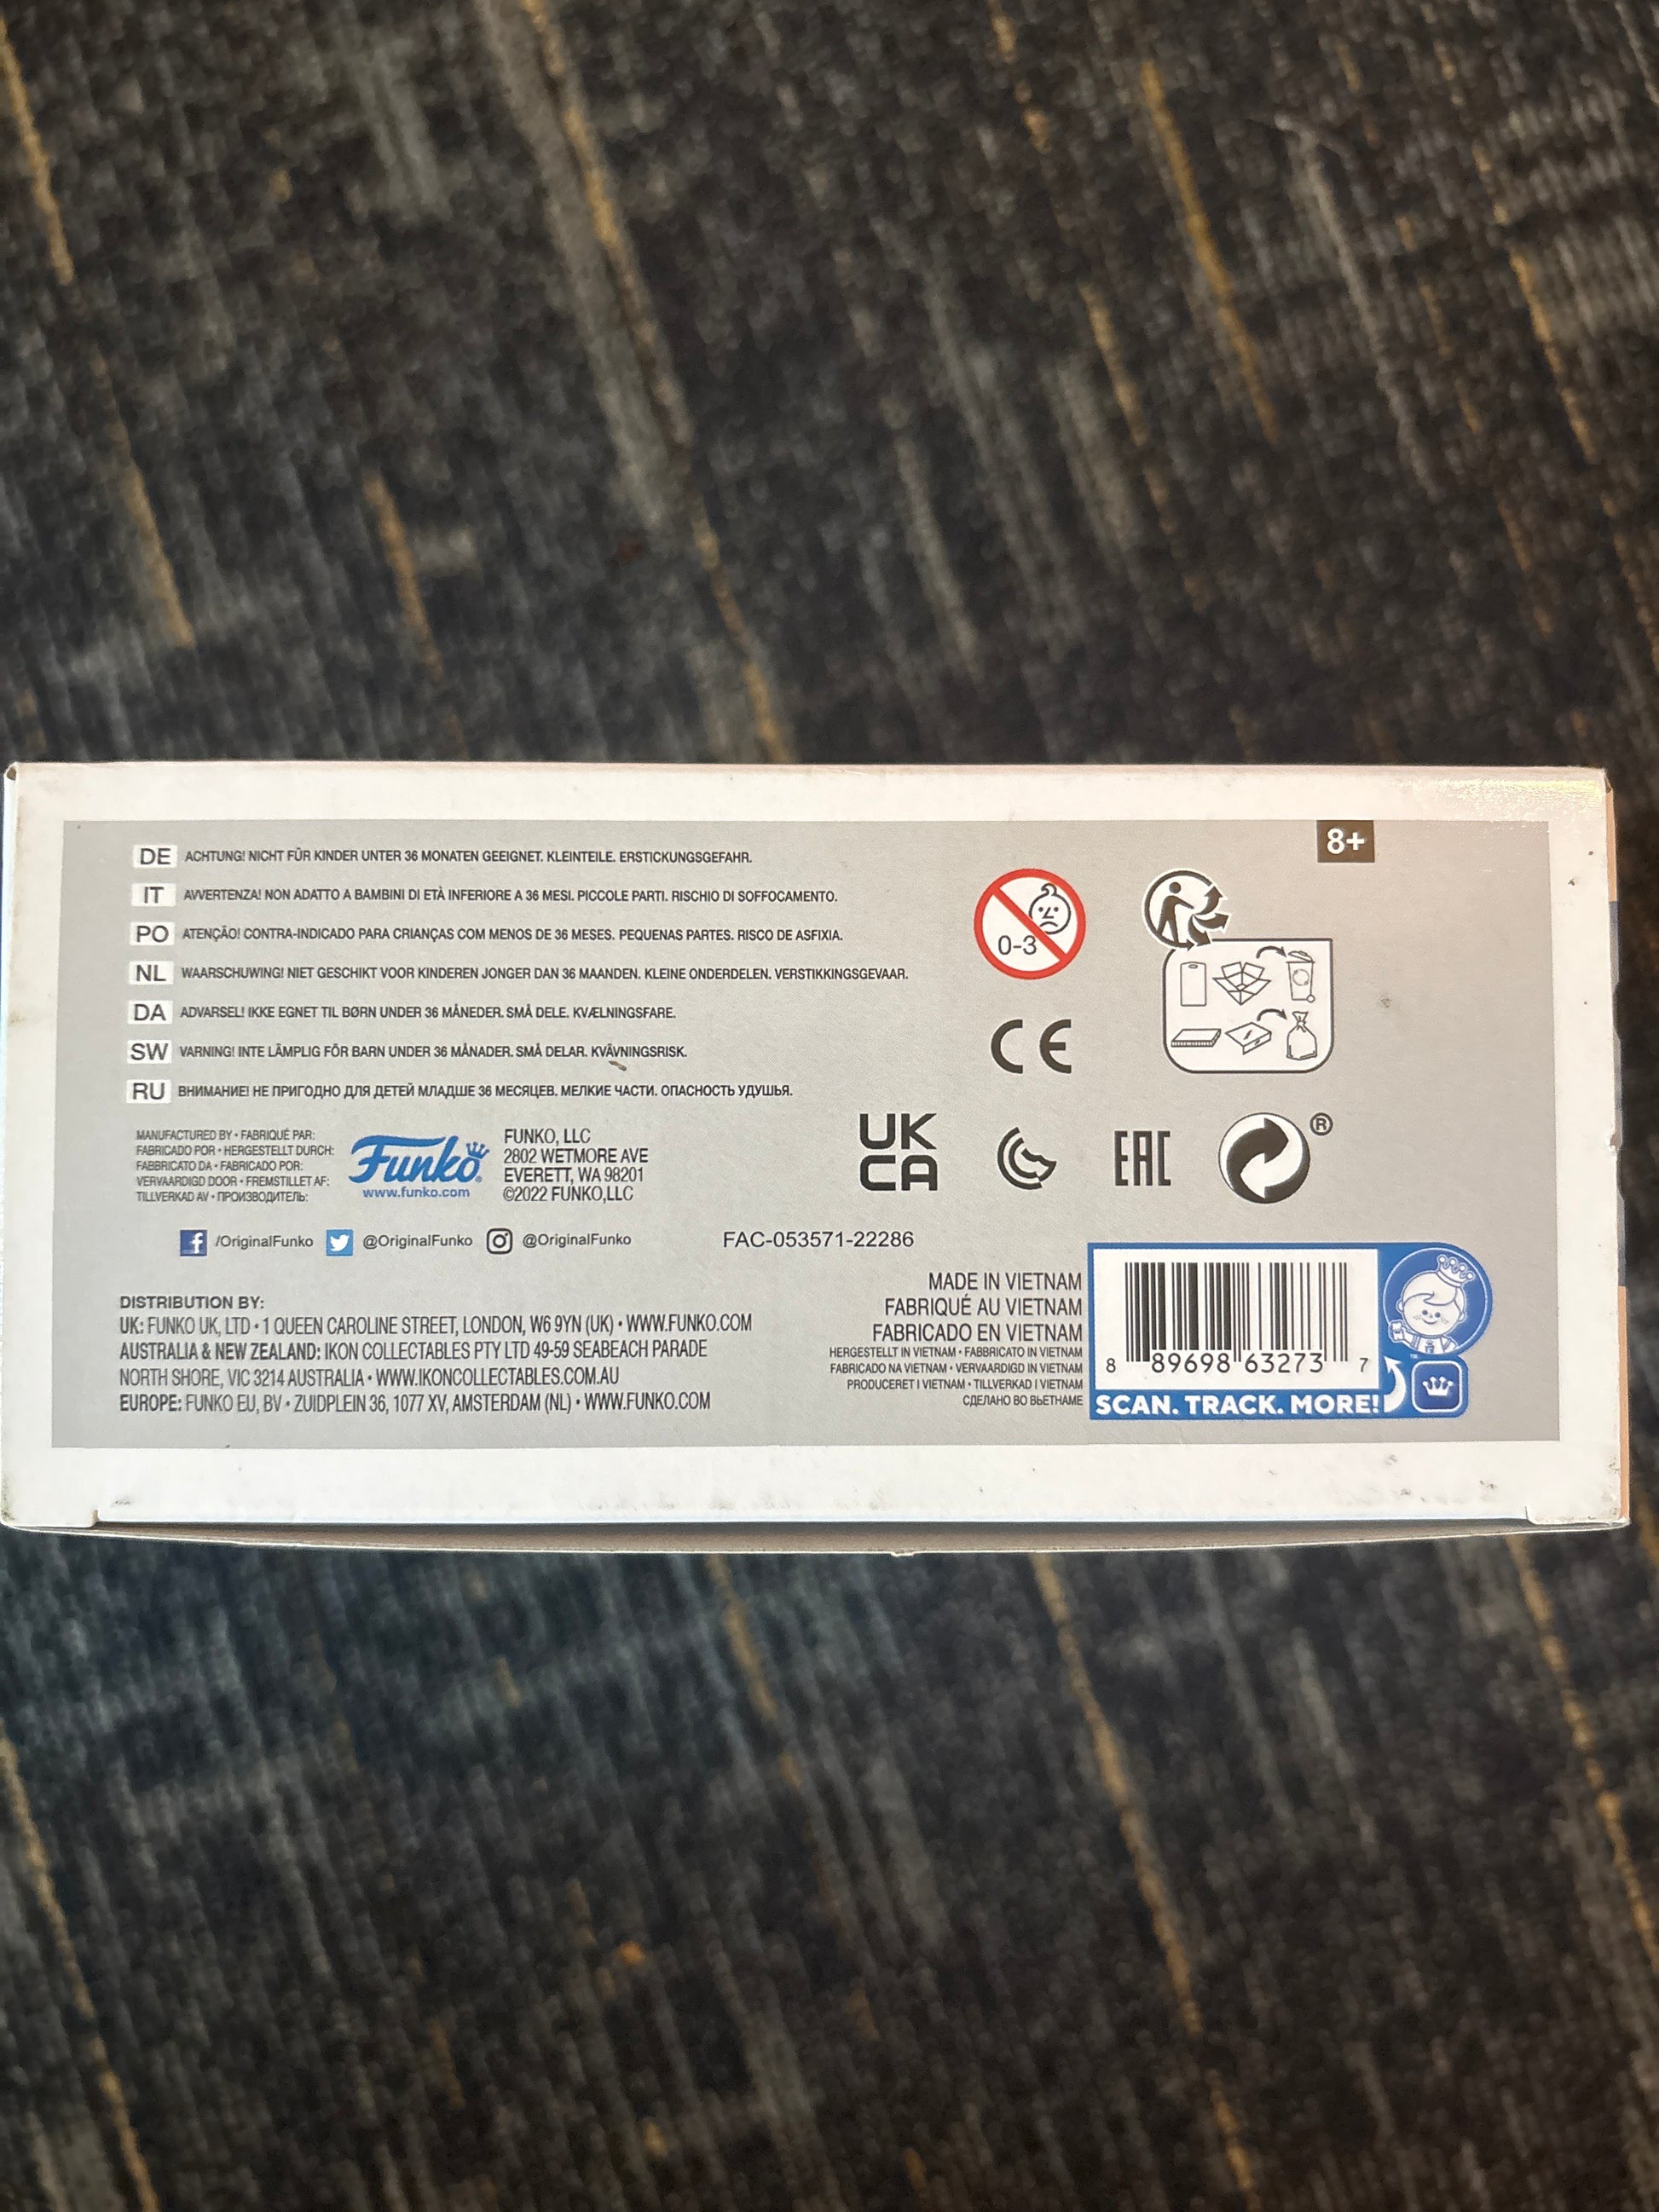 8+
DE ACHTUNG! NICHT FÜR KINDER UNTER 36 MONATEN GEEIGNET. KLEINTEILE. ERSTICKUNGSGEFAHR.
IT AVVERTENZA! NON ADATTO A BAMBINI DI ETÀ INFERIORE A 36 MESI. PICCOLE PARTI. RISCHIO DI SOFFOCAMENTO.
PO ATENÇÃO! CONTRA-INDICADO PARA CRIANÇAS COM MENOS DE 36 MESES. PEQUENAS PARTES. RISCO DE ASFIXIA.
NL WAARSCHUWING! NIET GESCHIKT VOOR KINDEREN JONGER DAN 36 MAANDEN. KLEINE ONDERDELEN. VERSTIKKINGSGEVAAR.
DA ADVARSEL! IKKE EGNET TIL BØRN UNDER 36 MÅNEDER. SMÅ DELE. KVÆLNINGSFARE.
SW VARNING! INTE LÄMPLIG FÖR BARN UNDER 36 MÅNADER. SMÅ DELAR. KVÄVNINGSRISK.
RU ВНИМАНИЕ! НЕ ПРИГОДНО ДЛЯ ДЕТЕЙ МЛАДШЕ 36 МЕСЯЦЕВ. МЕЛКИЕ ЧАСТИ. ОПАСНОСТЬ УДУШЬЯ.
0-3
CE
UK
CA
EAC
®
MANUFACTURED BY • FABRIQUÉ PAR:
FABRICADO POR • HERGESTELLT DURCH:
FABBRICATO DA • FABRICADO POR:
VERVAARDIGD DOOR • FREMSTILLET AF:
TILLVERKAD AV • ПРОИЗВОДИТЕЛЬ:
Funko®
www.funko.com
FUNKO, LLC
2802 WETMORE AVE
EVERETT, WA 98201
©2022 FUNKO,LLC
/OriginalFunko @OriginalFunko @OriginalFunko
FAC-053571-22286
DISTRIBUTION BY:
UK: FUNKO UK, LTD • 1 QUEEN CAROLINE STREET, LONDON, W6 9YN (UK) • WWW.FUNKO.COM
AUSTRALIA & NEW ZEALAND: IKON COLLECTABLES PTY LTD 49-59 SEABEACH PARADE
NORTH SHORE, VIC 3214 AUSTRALIA • WWW.IKONCOLLECTABLES.COM.AU
EUROPE: FUNKO EU, BV • ZUIDPLEIN 36, 1077 XV, AMSTERDAM (NL) • WWW.FUNKO.COM
MADE IN VIETNAM
FABRIQUÉ AU VIETNAM
FABRICADO EN VIETNAM
HERGESTELLT IN VIETNAM • FABBRICATO IN VIETNAM
FABRICADO NA VIETNAM • VERVAARDIGD IN VIETNAM
PRODUCERET I VIETNAM • TILLVERKAD I VIETNAM
СДЕЛАНО ВО ВЬЕТНАМЕ
8 89698 63273 7
™
SCAN. TRACK. MORE!